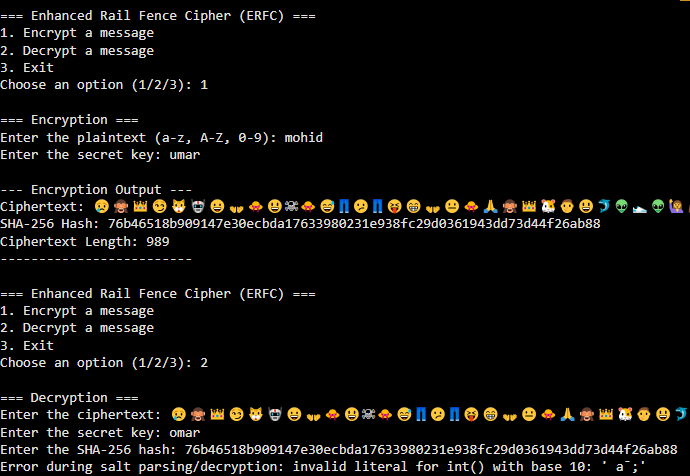 === Enhanced Rail Fence Cipher (ERFC) ===
1. Encrypt a message
2. Decrypt a message
3. Exit
Choose an option (1/2/3): 1
=== Encryption ===
Enter the plaintext (a-z, A-Z, 0-9): mohid
Enter the secret key: umar
--- Encryption Output ---
Ciphertext: 😢🙈👑😏🐱🤘😀👐👒😃☠👒😅👖😕👖😝😁👐😐👒🙏🙈👑🐹👨😃🐬👽👟👽🙋
SHA-256 Hash: 76b46518b909147e30ecbda17633980231e938fc29d0361943dd73d44f26ab88
Ciphertext Length: 989
-------------------------
=== Enhanced Rail Fence Cipher (ERFC) ===
1. Encrypt a message
2. Decrypt a message
3. Exit
Choose an option (1/2/3): 2
=== Decryption ===
Enter the ciphertext: 😢🙈👑😏🐱🤘😀👐👒😃☠👒😅👖😕👖😝😁👐😐👒🙏🙈👑🐹👨😃🐬
Enter the secret key: omar
Enter the SHA-256 hash: 76b46518b909147e30ecbda17633980231e938fc29d0361943dd73d44f26ab88
Error during salt parsing/decryption: invalid literal for int() with base 10: ' a¯;'